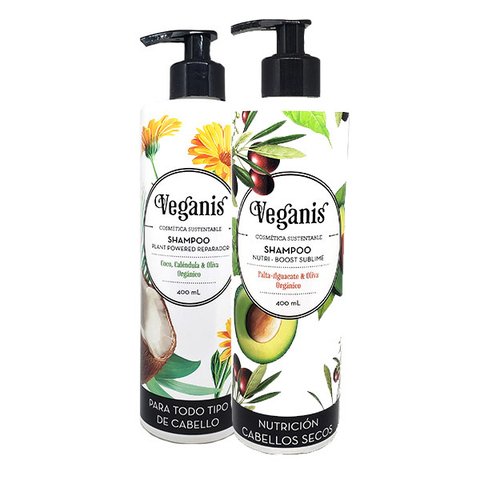 Veganis
COSMÉTICA SUSTENTABLE
SHAMPOO
PLANT POWERED REPARADOR
Coco, Caléndula & Oliva
Orgánico
400 mL
PARA TODO TIPO
DE CABELLO
Veganis
COSMÉTICA SUSTENTABLE
SHAMPOO
NUTRI-BOOST SUBLIME
Palta-Aguacate & Oliva
Orgánico
400 mL
NUTRICIÓN
CABELLOS SECOS